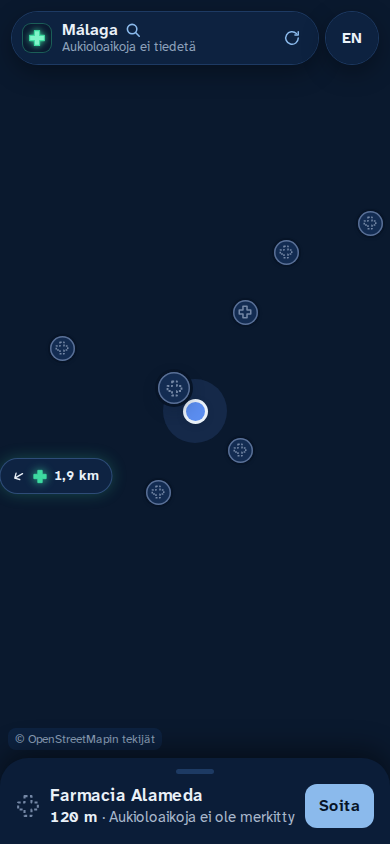 Málaga
Aukioloaikoja ei tiedetä
EN
1,9 km
© OpenStreetMapin tekijät
Farmacia Alameda
120 m · Aukioloaikoja ei ole merkitty
Soita